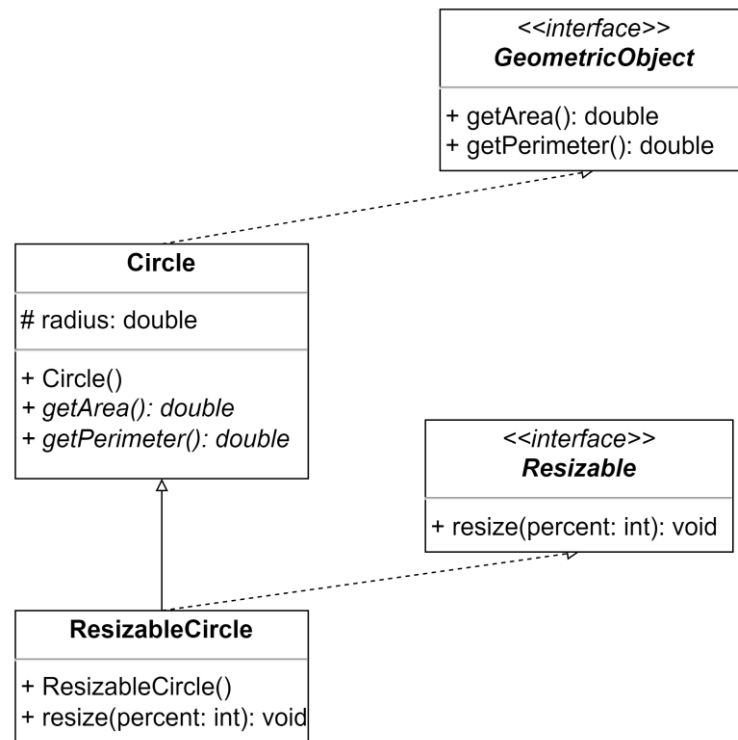 <<interface>>
GeometricObject
+ getArea(): double
+ getPerimeter(): double
Circle
# radius: double
+ Circle()
+ getArea(): double
+ getPerimeter(): double
<<interface>>
Resizable
+ resize(percent: int): void
ResizableCircle
+ ResizableCircle()
+ resize(percent: int): void